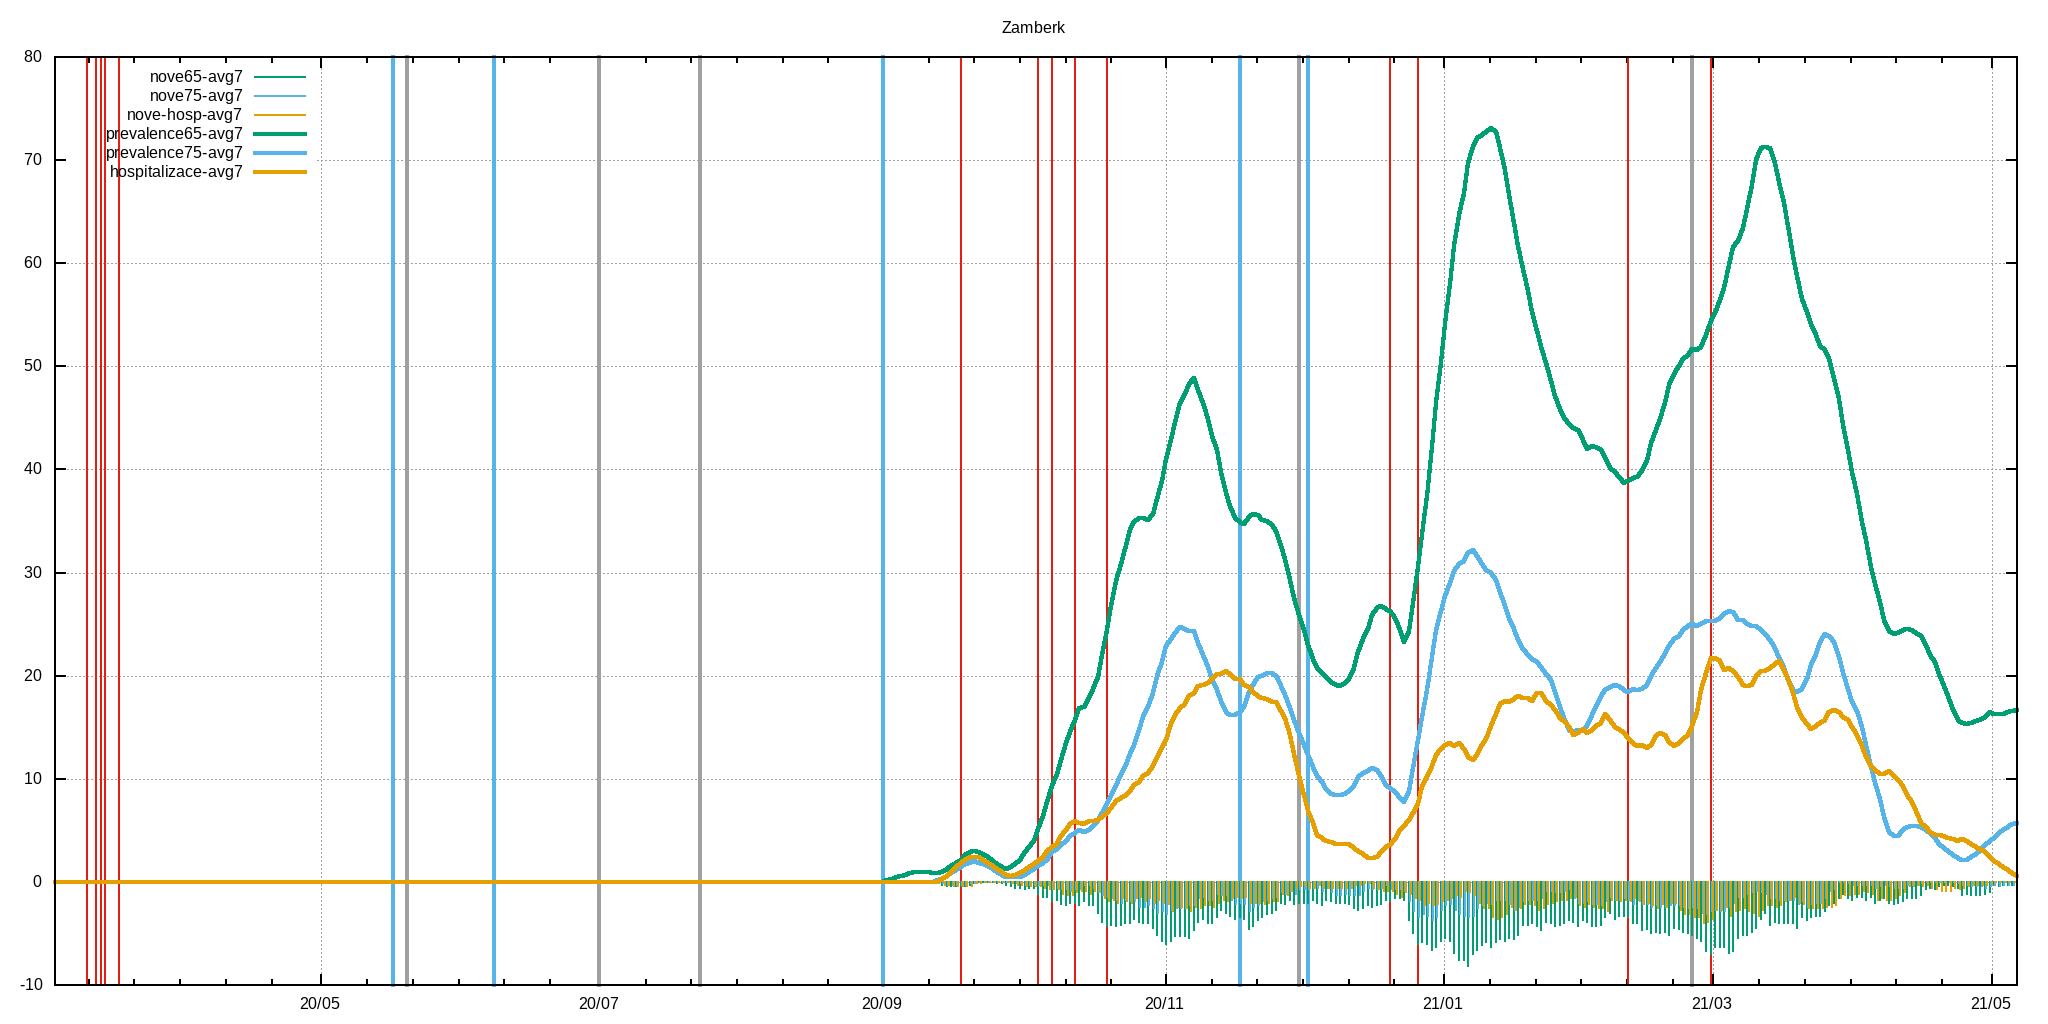 Zamberk
80
70
60
50
40
30
20
10
0
-10
nove65-avg7
nove75-avg7
nove-hosp-avg7
prevalence65-avg7
prevalence75-avg7
hospitalizace-avg7
20/05 20/07 20/09 20/11 21/01 21/03 21/05